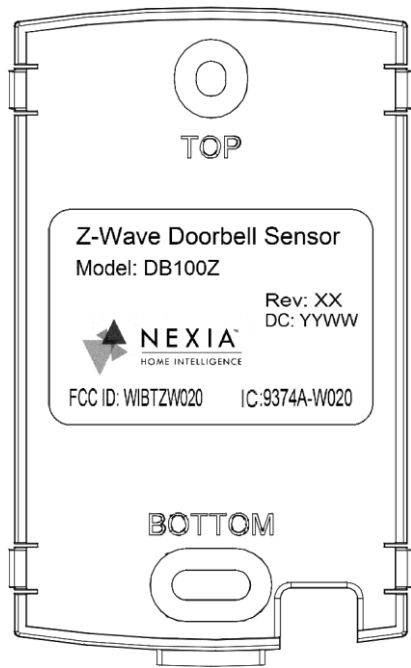 TOP
Z-Wave Doorbell Sensor
Model: DB100Z
Rev: XX
DC: YYWW
NEXIA™
HOME INTELLIGENCE
FCC ID: WIBTZW020 IC:9374A-W020
BOTTOM